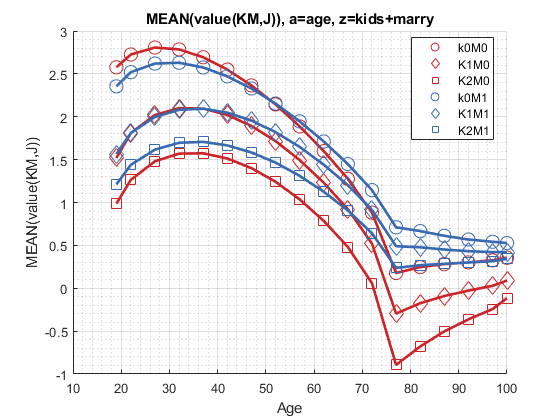 MEAN(value(KM,J)), a=age, z=kids+marry
MEAN(value(KM,J))
3
2.5
2
1.5
1
0.5
0
-0.5
-1
10
20
30
40
50
60
70
80
90
100
Age
k0M0
K1M0
K2M0
k0M1
K1M1
K2M1